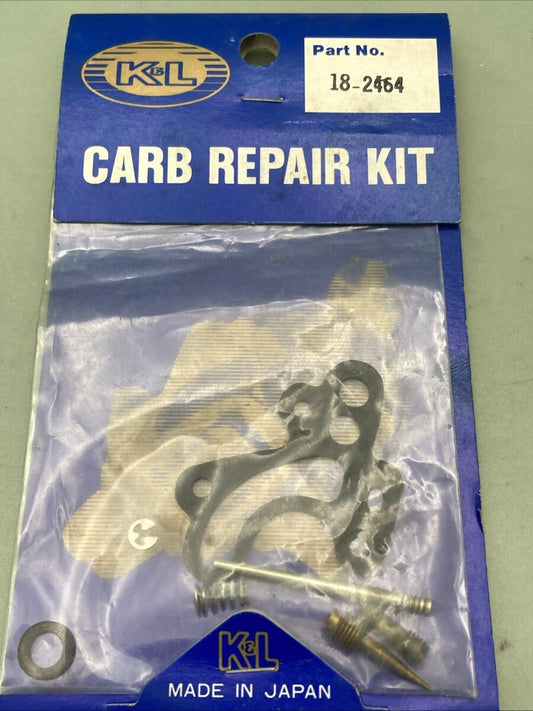 K&L
Part No.
18-2464
CARB REPAIR KIT
K&L
MADE IN JAPAN